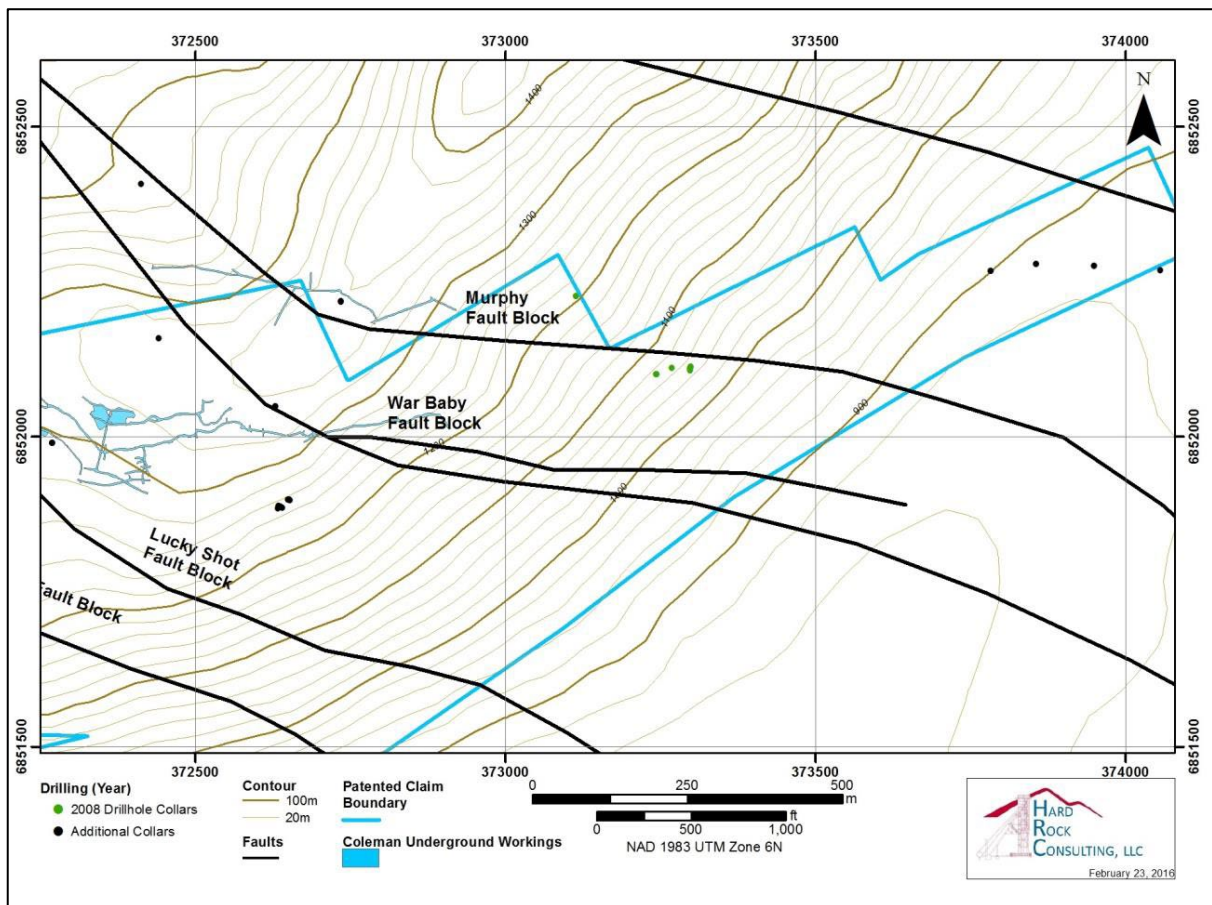 372500
373000
373500
374000
N
6852500
6852500
1400
1300
1400
Murphy
Fault Block
War Baby
Fault Block
900
6852000
6852000
1200
Lucky Shot
Fault Block
Fault Block
6851500
6851500
372500
373000
373500
374000
Drilling (Year)
2008 Drillhole Collars
Additional Collars
Contour
100m
20m
Faults
Patented Claim
Boundary
Coleman Underground Workings
0
250
500
m
0
500
1,000
ft
NAD 1983 UTM Zone 6N
HARD
ROCK
CONSULTING, LLC
February 23, 2016